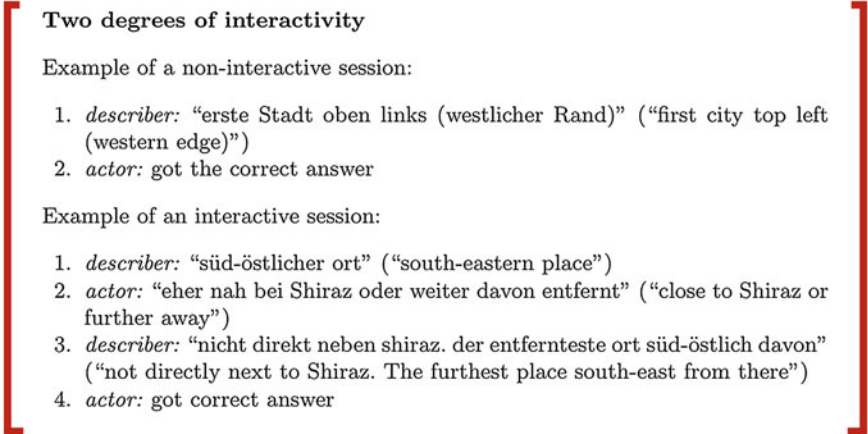 Two degrees of interactivity
Example of a non-interactive session:
1. describer: “erste Stadt oben links (westlicher Rand)” (“first city top left
(western edge)”)
2. actor: got the correct answer
Example of an interactive session:
1. describer: “süd-östlicher ort” (“south-eastern place”)
2. actor: “eher nah bei Shiraz oder weiter davon entfernt” (“close to Shiraz or
further away”)
3. describer: “nicht direkt neben shiraz. der entfernteste ort süd-östlich davon”
(“not directly next to Shiraz. The furthest place south-east from there”)
4. actor: got correct answer